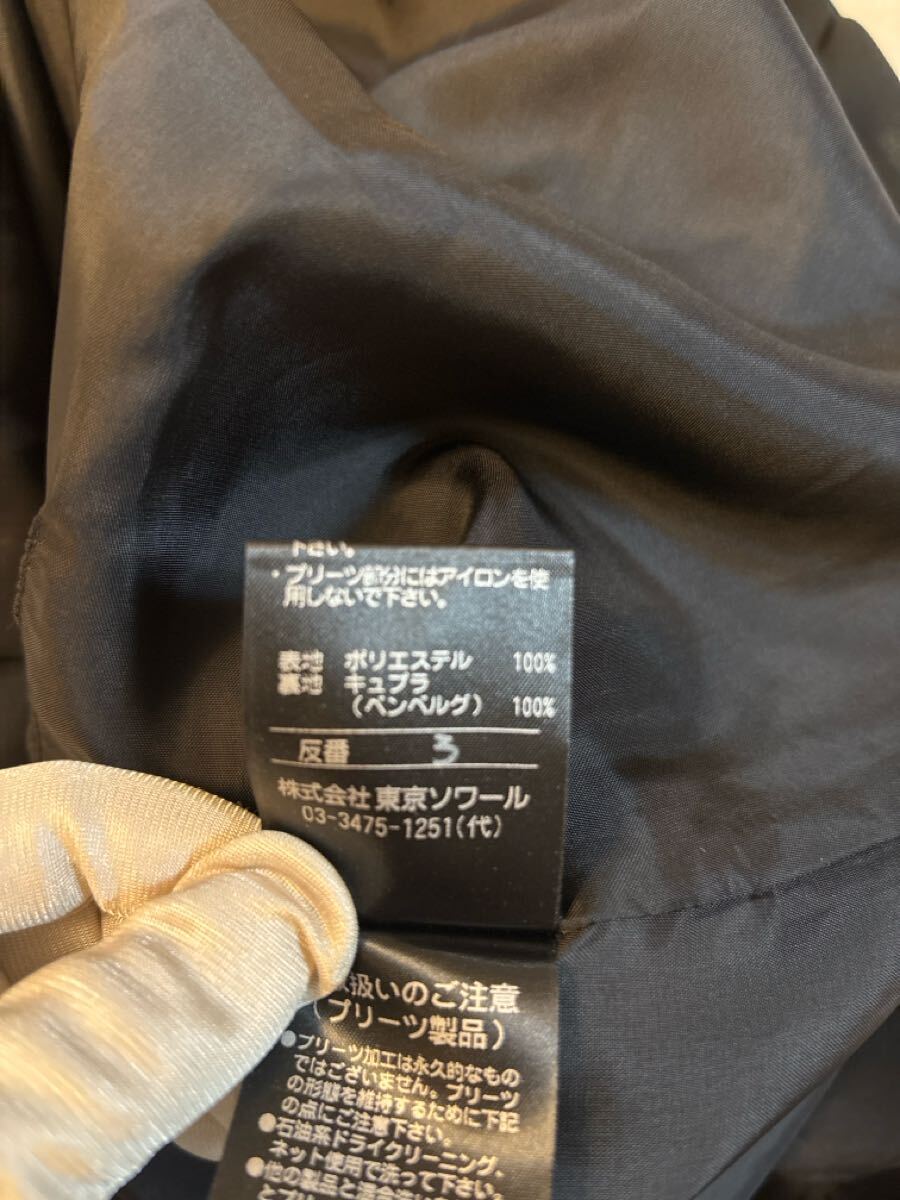 下さい。
・プリーツ部分にはアイロンを使
用しないで下さい。
表地 ポリエステル 100%
裏地 キュプラ
(ベンベルグ) 100%
反番 3
株式会社 東京ソワール
03-3475-1251(代)
扱いのご注意
(プリーツ製品)
●プリーツ加工は永久的なもの
ではございません。プリーツ
の形態を維持するために下記
の点にご注意下さい。
●石油系ドライクリーニング、
ネット使用で洗って下さい。
●他の製品と混合を
とプリー